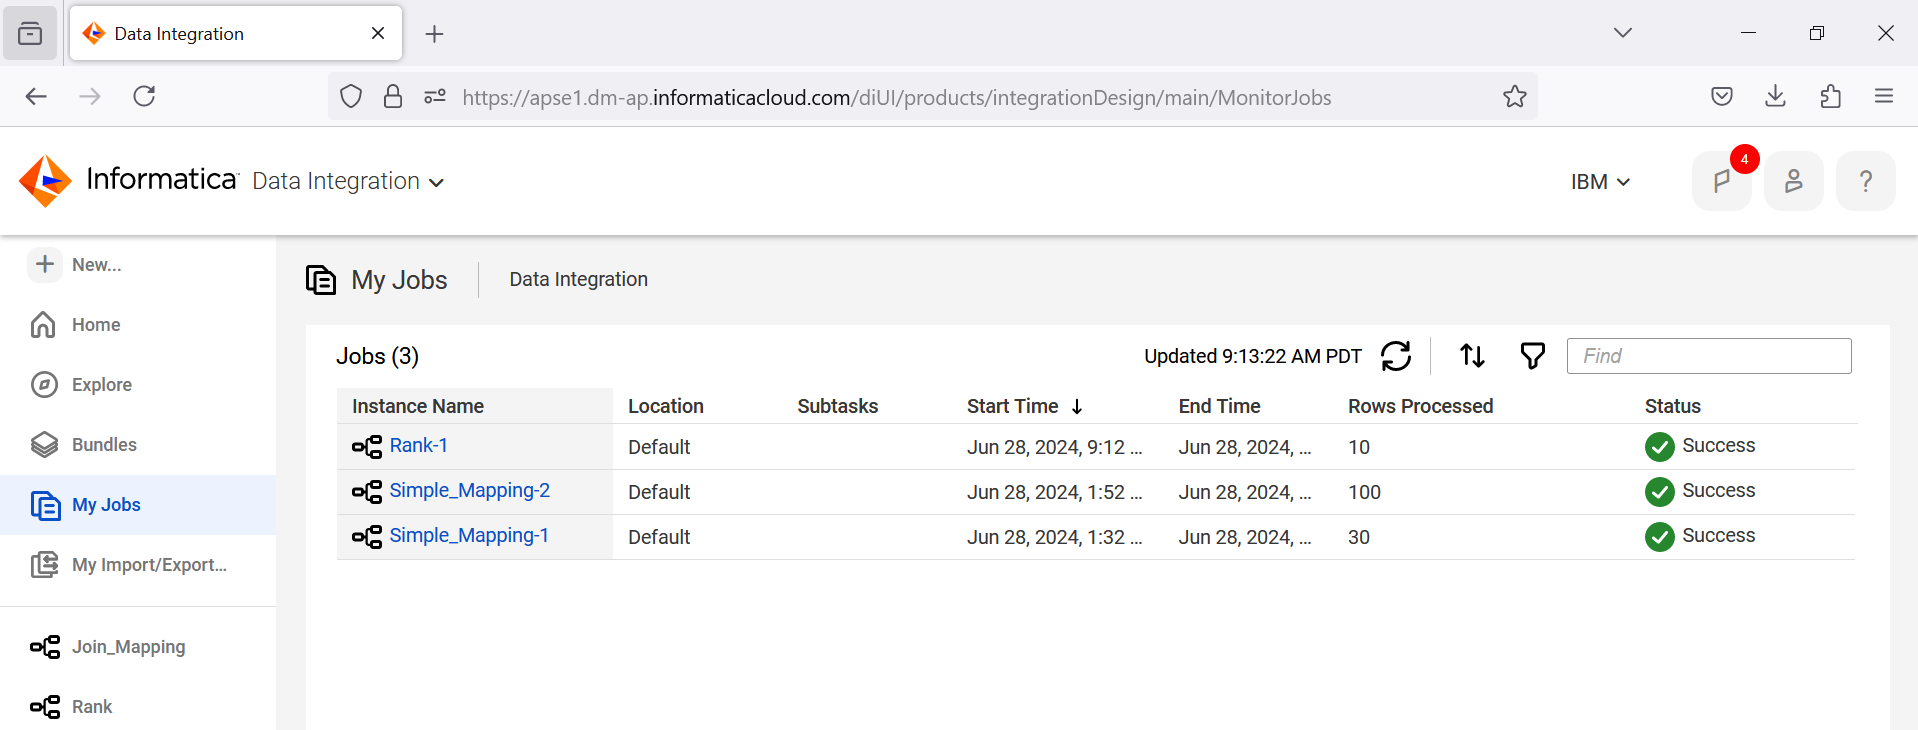 Data Integration
https://apse1.dm-ap.informaticacloud.com/diUI/products/integrationDesign/main/MonitorJobs
Informatica Data Integration
IBM
4
?
New...
Home
Explore
Bundles
My Jobs
My Import/Export...
Join_Mapping
Rank
My Jobs Data Integration
Jobs (3) Updated 9:13:22 AM PDT Find
Instance Name Location Subtasks Start Time ↓ End Time Rows Processed Status
Rank-1 Default Jun 28, 2024, 9:12 ... Jun 28, 2024, ... 10 Success
Simple_Mapping-2 Default Jun 28, 2024, 1:52 ... Jun 28, 2024, ... 100 Success
Simple_Mapping-1 Default Jun 28, 2024, 1:32 ... Jun 28, 2024, ... 30 Success